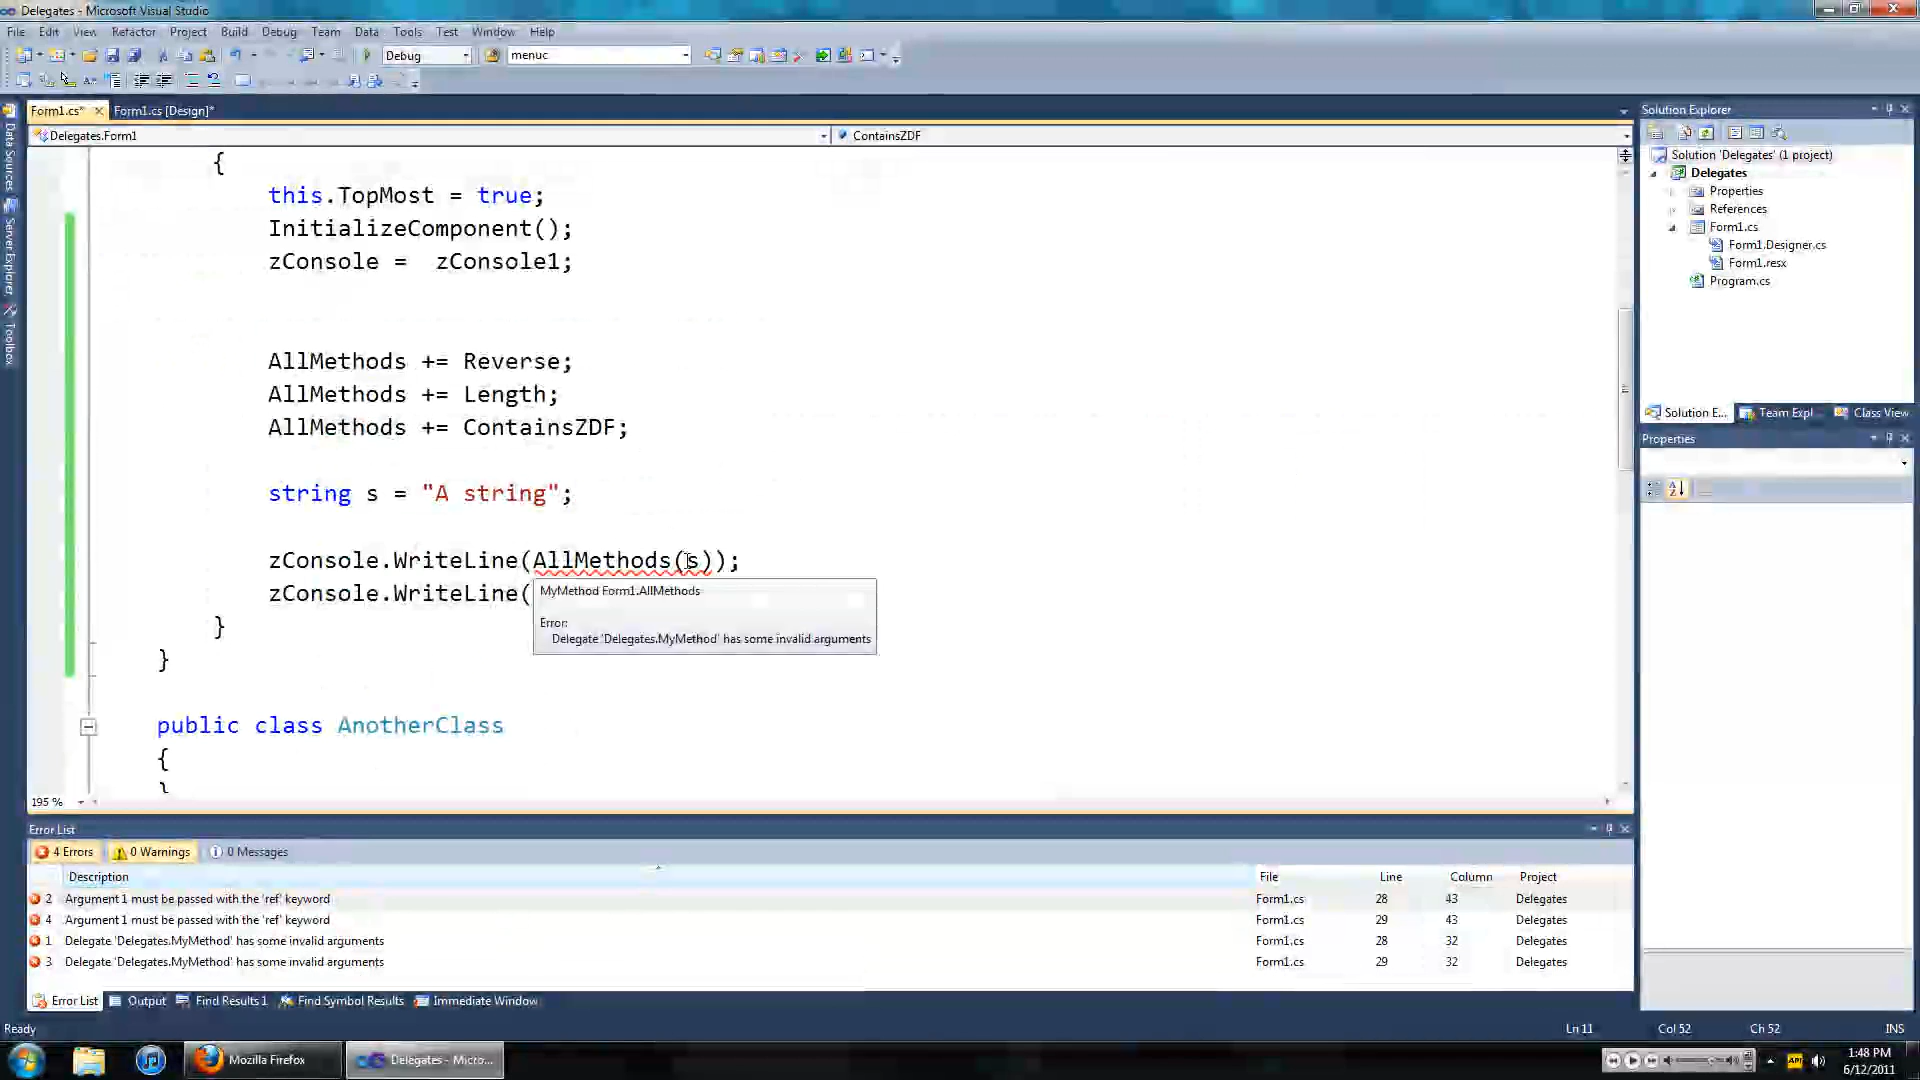 Delegates - Microsoft Visual Studio
File Edit View Refactor Project Build Debug Team Data Tools Test Window Help
Debug menuc
Form1.cs* Form1.cs [Design]*
Delegates.Form1 ContainsZDF
Data Sources
Server Explorer
Toolbox
{
this.TopMost = true;
InitializeComponent();
zConsole =  zConsole1;
AllMethods += Reverse;
AllMethods += Length;
AllMethods += ContainsZDF;
string s = "A string";
zConsole.WriteLine(AllMethods(s));
zConsole.WriteLine(
MyMethod Form1.AllMethods
Error:
Delegate 'Delegates.MyMethod' has some invalid arguments
}
}
public class AnotherClass
{
}
195 %
Solution Explorer
Solution 'Delegates' (1 project)
Delegates
Properties
References
Form1.cs
Form1.Designer.cs
Form1.resx
Program.cs
Solution E... Team Expl... Class View
Properties
Error List
4 Errors 0 Warnings 0 Messages
Description File Line Column Project
2 Argument 1 must be passed with the 'ref' keyword Form1.cs 28 43 Delegates
4 Argument 1 must be passed with the 'ref' keyword Form1.cs 29 43 Delegates
1 Delegate 'Delegates.MyMethod' has some invalid arguments Form1.cs 28 32 Delegates
3 Delegate 'Delegates.MyMethod' has some invalid arguments Form1.cs 29 32 Delegates
Error List Output Find Results 1 Find Symbol Results Immediate Window
Ready Ln 11 Col 52 Ch 52 INS
Mozilla Firefox Delegates - Micro...
1:48 PM
6/12/2011